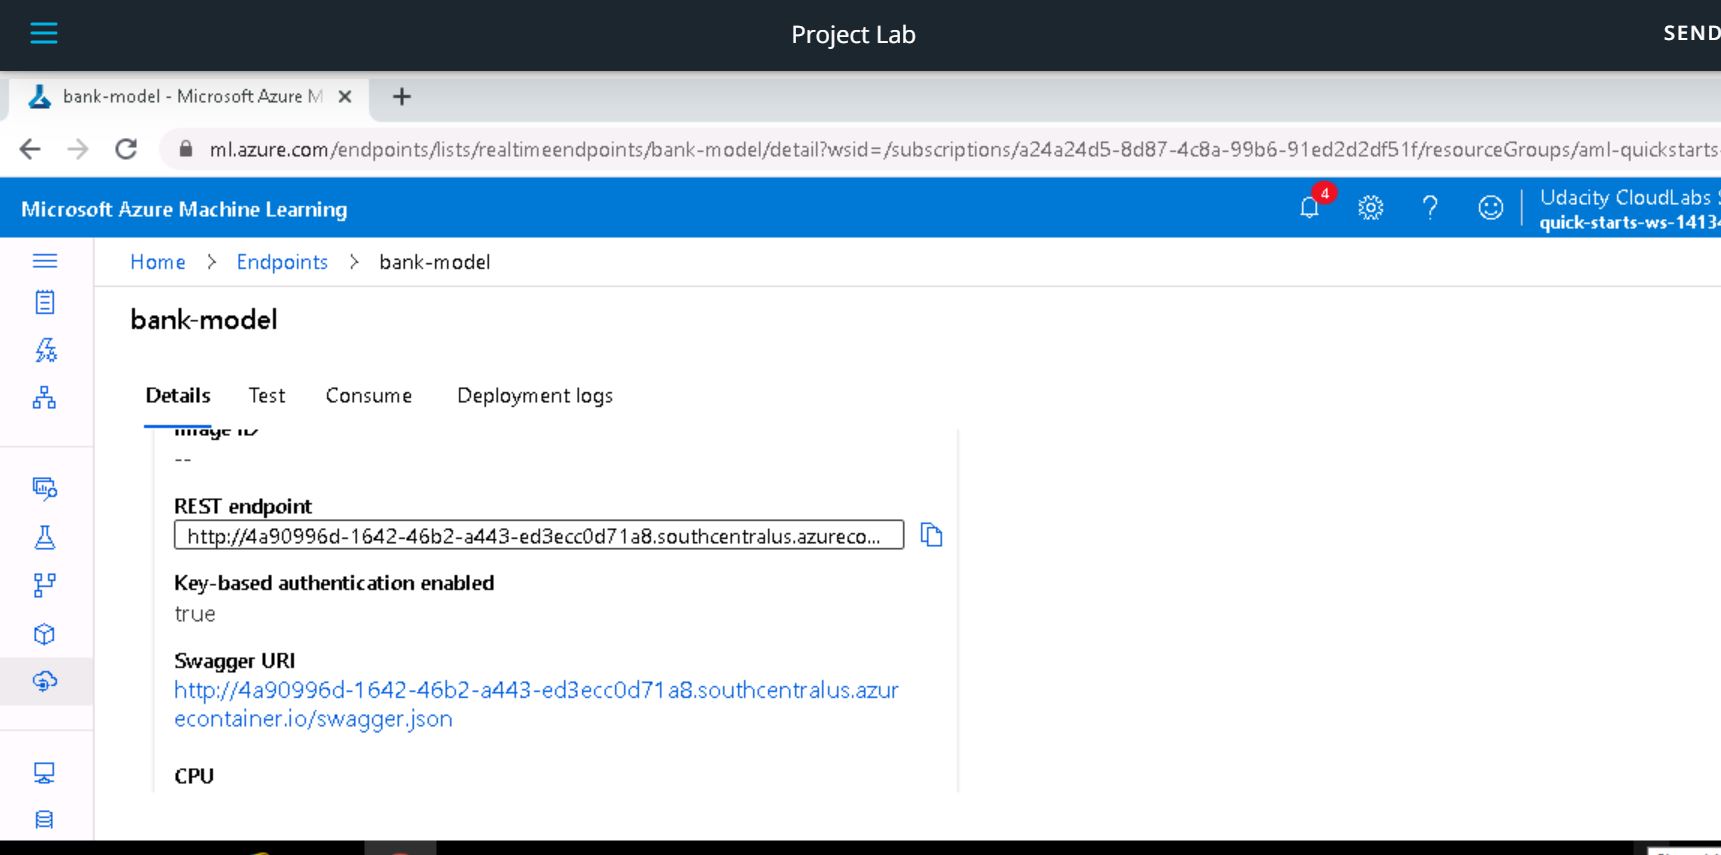 Project Lab
SEND
bank-model - Microsoft Azure M
ml.azure.com/endpoints/lists/realtimeendpoints/bank-model/detail?wsid=/subscriptions/a24a24d5-8d87-4c8a-99b6-91ed2d2df51f/resourceGroups/aml-quickstarts-
Microsoft Azure Machine Learning
4
Udacity CloudLabs
quick-starts-ws-1413
Home > Endpoints > bank-model
bank-model
Details Test Consume Deployment logs
Image ID
--
REST endpoint
http://4a90996d-1642-46b2-a443-ed3ecc0d71a8.southcentralus.azureco...
Key-based authentication enabled
true
Swagger URI
http://4a90996d-1642-46b2-a443-ed3ecc0d71a8.southcentralus.azur
econtainer.io/swagger.json
CPU